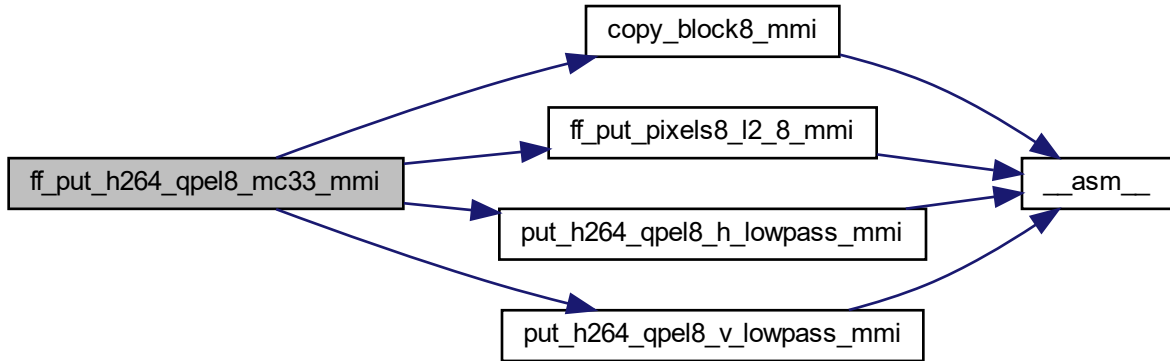 copy_block8_mmi
ff_put_pixels8_l2_8_mmi
ff_put_h264_qpel8_mc33_mmi
__asm__
put_h264_qpel8_h_lowpass_mmi
put_h264_qpel8_v_lowpass_mmi